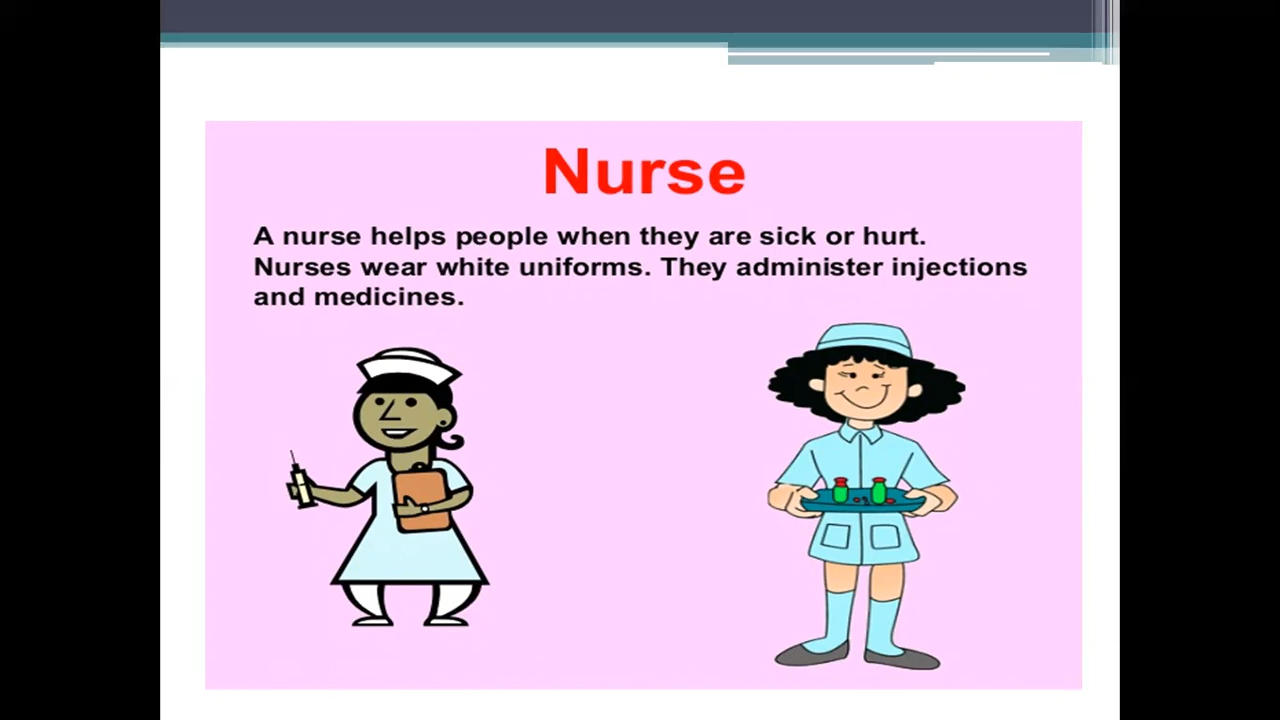 Nurse
A nurse helps people when they are sick or hurt.
Nurses wear white uniforms. They administer injections
and medicines.